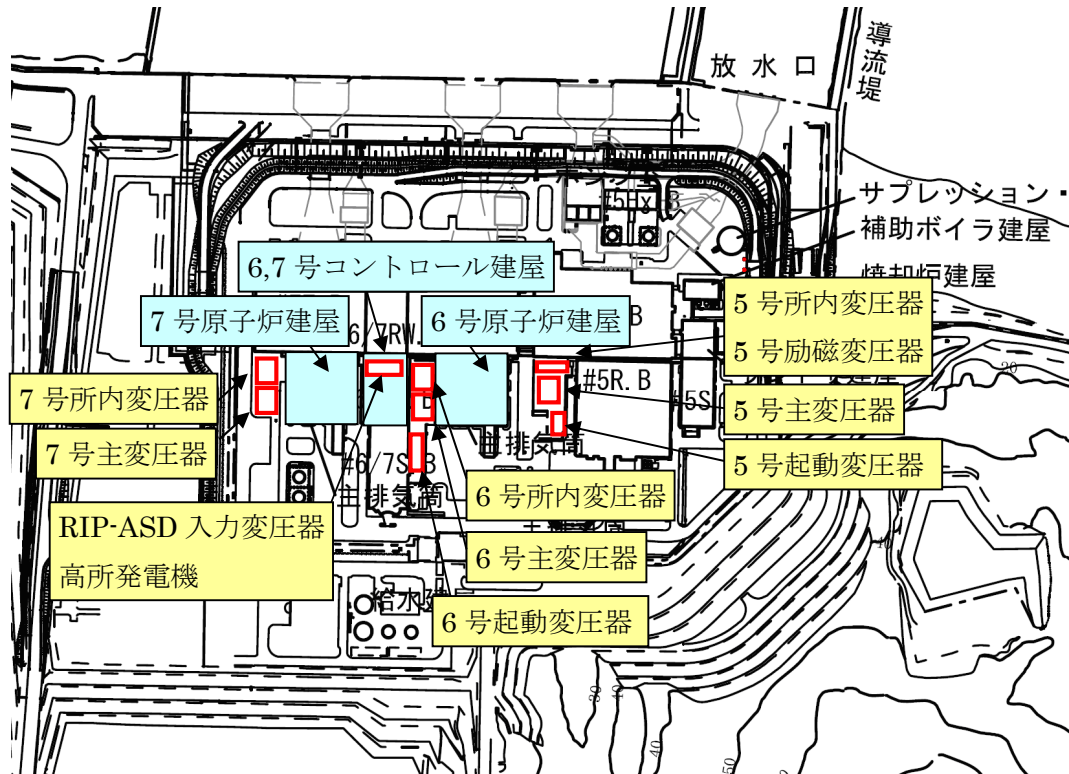 導流堤
放水口
サプレッション・
#5Hx.B
補助ボイラ建屋
焼却炉建屋
6,7 号コントロール建屋
7 号原子炉建屋
6 号原子炉建屋
5 号所内変圧器
5 号励磁変圧器
6/7RW.
20
#5R.B
#5S
7 号所内変圧器
5 号主変圧器
7 号主変圧器
主排気筒
5 号起動変圧器
#6/7S.B
主排気筒
6 号所内変圧器
RIP-ASD 入力変圧器
高所発電機
6 号主変圧器
給水建
6 号起動変圧器
30
40
40
50